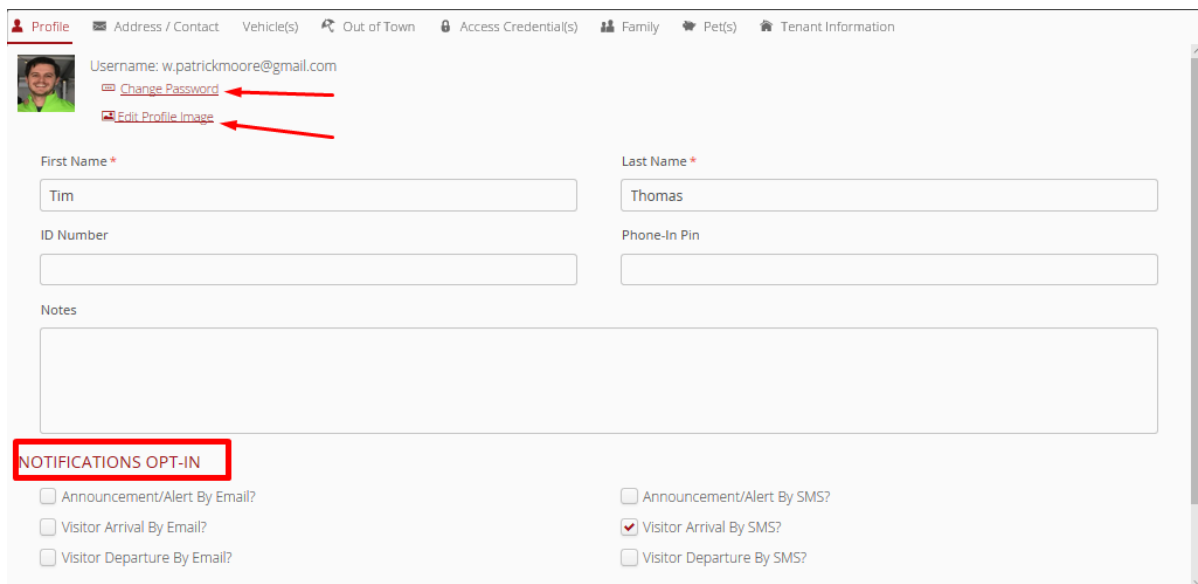 Profile Address / Contact Vehicle(s) Out of Town Access Credential(s) Family Pet(s) Tenant Information
Username: w.patrickmoore@gmail.com
Change Password
Edit Profile Image
First Name * Last Name *
Tim Thomas
ID Number Phone-In Pin
Notes
NOTIFICATIONS OPT-IN
Announcement/Alert By Email? Announcement/Alert By SMS?
Visitor Arrival By Email? Visitor Arrival By SMS?
Visitor Departure By Email? Visitor Departure By SMS?